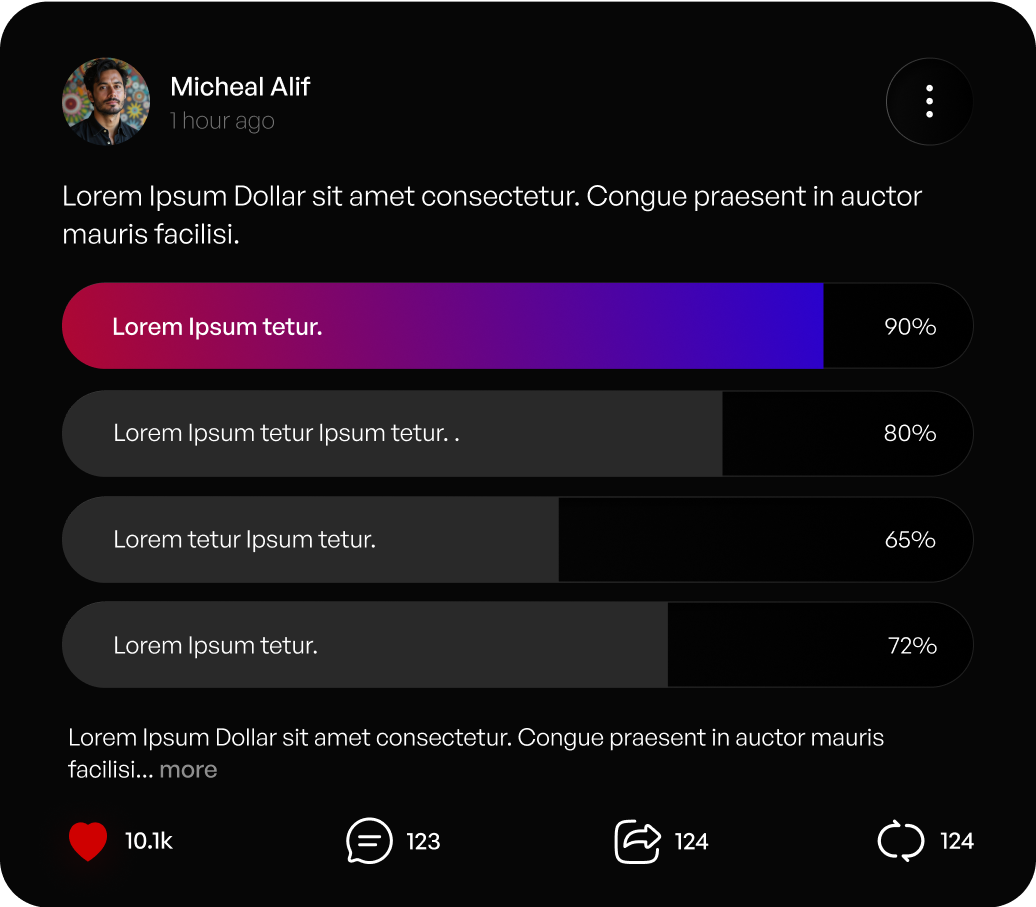 Micheal Alif
1 hour ago
Lorem Ipsum Dollar sit amet consectetur. Congue praesent in auctor
mauris facilisi.
Lorem Ipsum tetur. 90%
Lorem Ipsum tetur Ipsum tetur. . 80%
Lorem tetur Ipsum tetur. 65%
Lorem Ipsum tetur. 72%
Lorem Ipsum Dollar sit amet consectetur. Congue praesent in auctor mauris
facilisi... more
10.1k 123 124 124